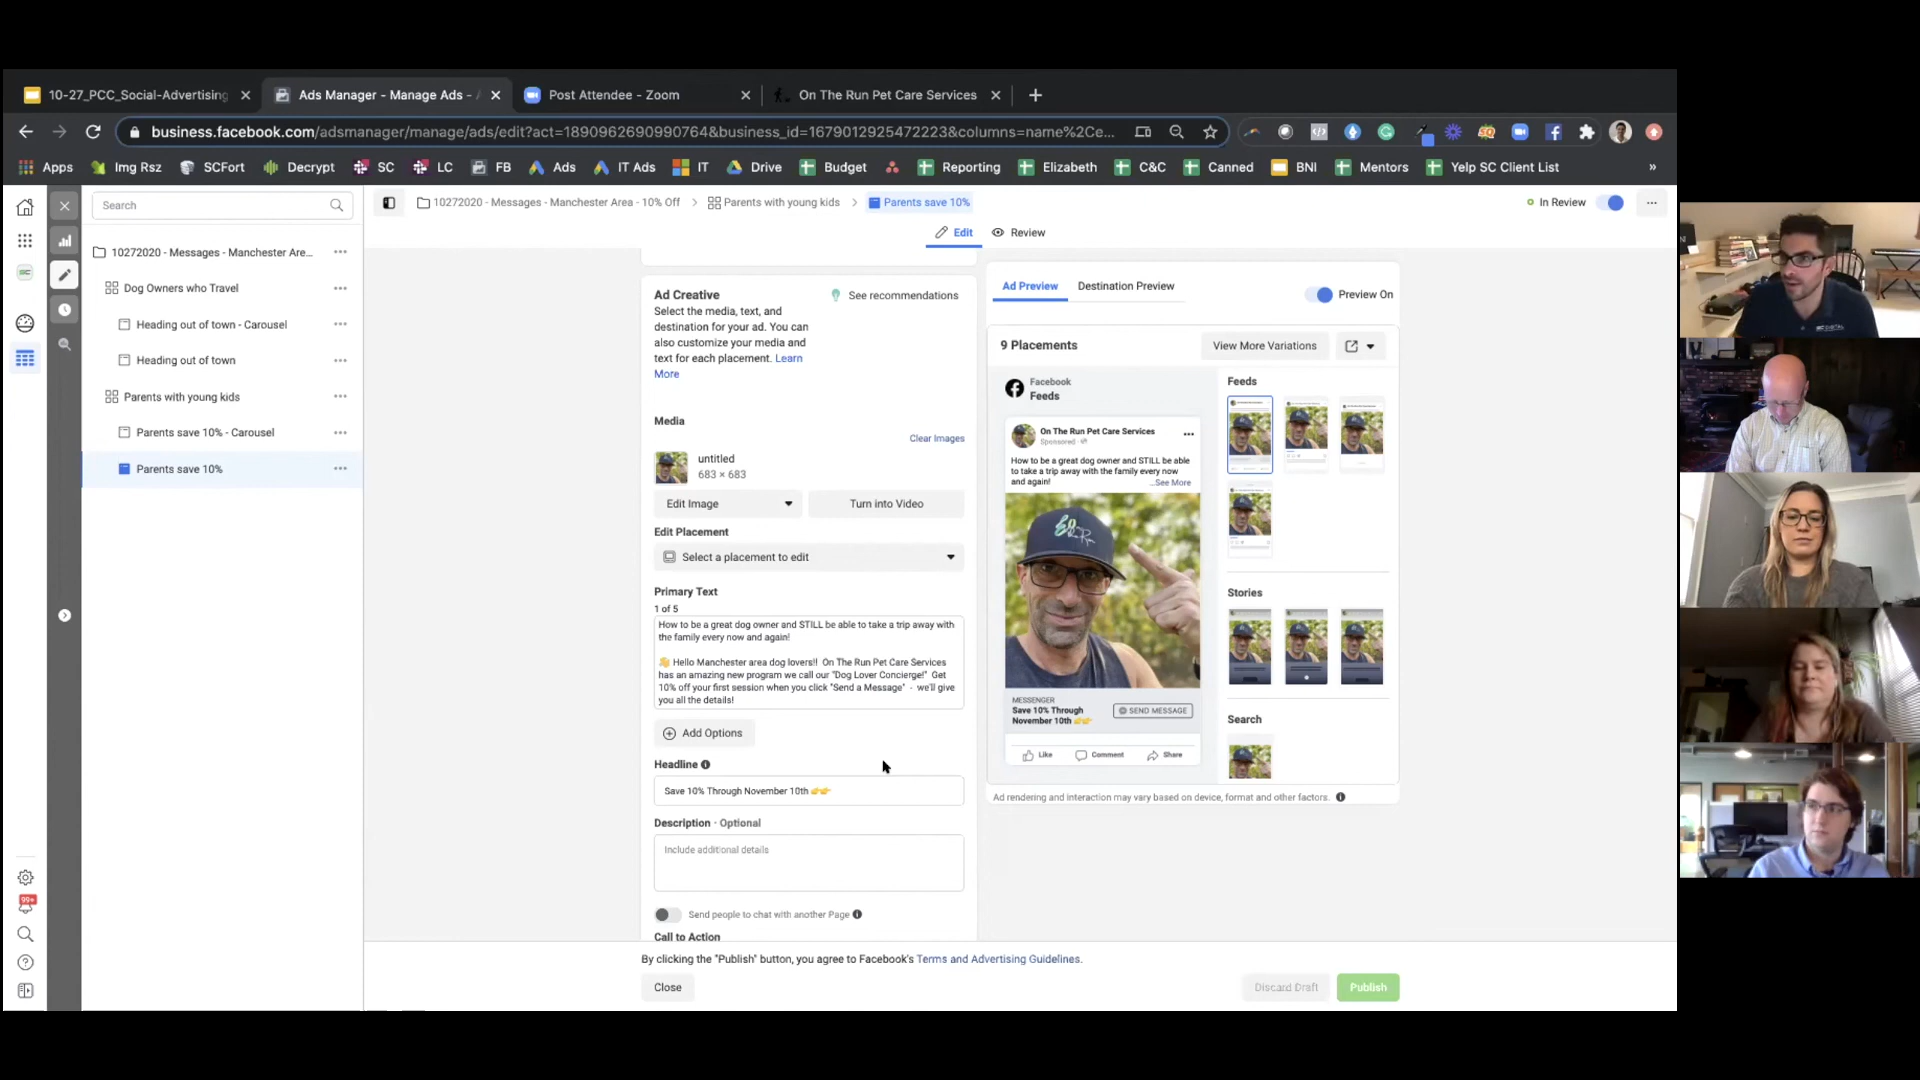 10-27_PCC_Social-Advertising
Ads Manager - Manage Ads -
Post Attendee - Zoom
On The Run Pet Care Services
business.facebook.com/adsmanager/manage/ads/edit?act=1890962690990764&business_id=1679012925472223&columns=name%2Ce...
Apps
Img Rsz
SCFort
Decrypt
SC
LC
FB
Ads
IT Ads
IT
Drive
Budget
Reporting
Elizabeth
C&C
Canned
BNI
Mentors
Yelp SC Client List
»
Search
10272020 - Messages - Manchester Area - 10% Off
Parents with young kids
Parents save 10%
In Review
Edit
Review
10272020 - Messages - Manchester Are...
Dog Owners who Travel
Heading out of town - Carousel
Heading out of town
Parents with young kids
Parents save 10% - Carousel
Parents save 10%
99+
Ad Creative
See recommendations
Select the media, text, and
destination for your ad. You can
also customize your media and
text for each placement. Learn
More
Media
Clear Images
untitled
683 × 683
Edit Image
Turn into Video
Edit Placement
Select a placement to edit
Primary Text
1 of 5
How to be a great dog owner and STILL be able to take a trip away with
the family every now and again!
👋 Hello Manchester area dog lovers!! On The Run Pet Care Services
has an amazing new program we call our "Dog Lover Concierge!" Get
10% off your first session when you click "Send a Message" - we'll give
you all the details!
Add Options
Headline
Save 10% Through November 10th 👉👉
Description · Optional
Include additional details
Send people to chat with another Page
Call to Action
By clicking the "Publish" button, you agree to Facebook's Terms and Advertising Guidelines.
Close
Discard Draft
Publish
Ad Preview
Destination Preview
Preview On
9 Placements
View More Variations
Facebook
Feeds
On The Run Pet Care Services
Sponsored
How to be a great dog owner and STILL be able
to take a trip away with the family every now
and again!
...See More
MESSENGER
Save 10% Through
November 10th 👉👉
SEND MESSAGE
Like
Comment
Share
Feeds
Stories
Search
Ad rendering and interaction may vary based on device, format and other factors.